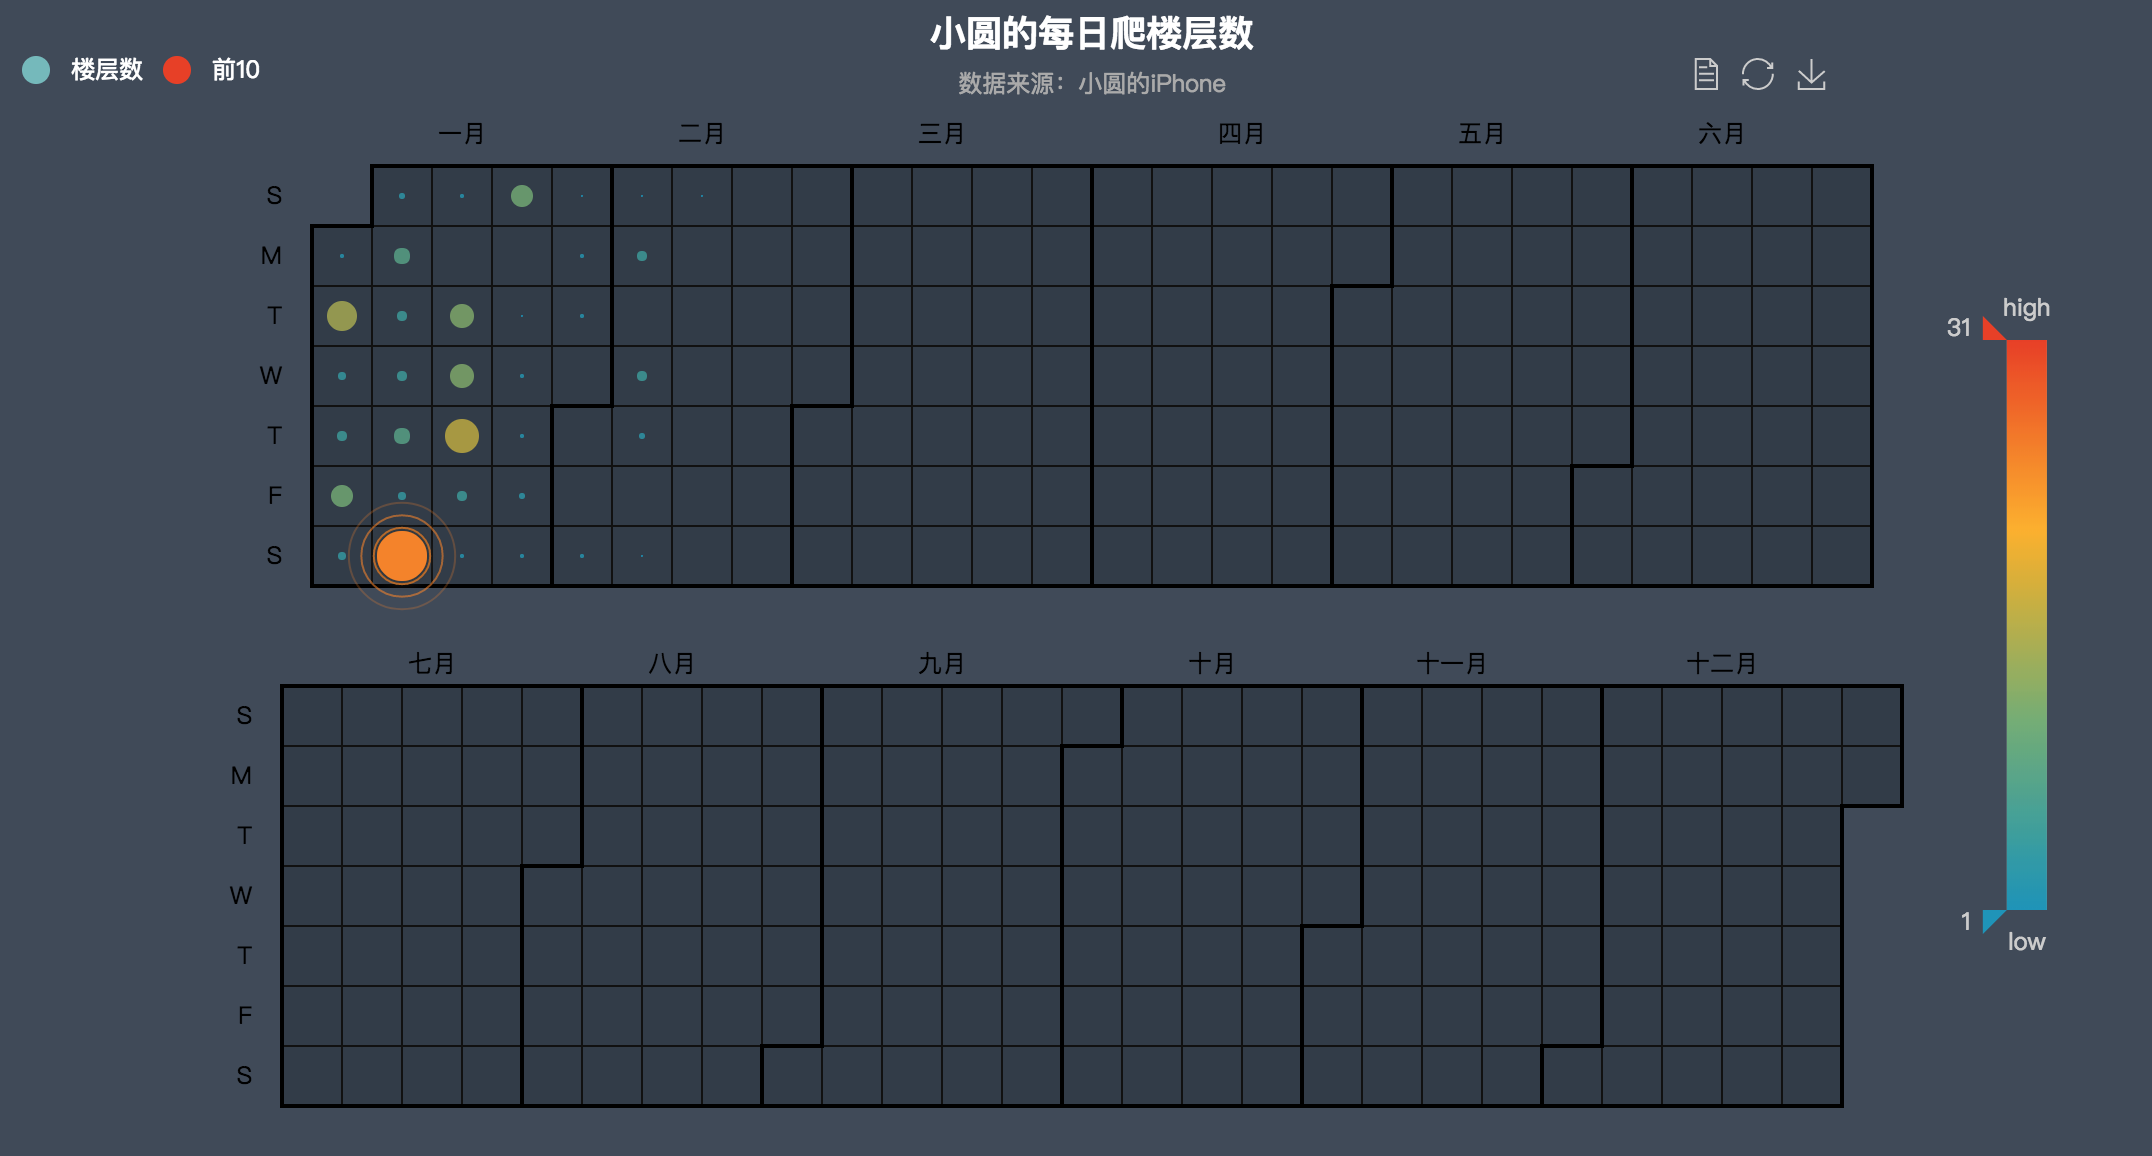 小圆的每日爬楼层数
楼层数 前10
数据来源：小圆的iPhone
一月 二月 三月 四月 五月 六月
S
M
T
W
T
F
S
high
31
1
low
七月 八月 九月 十月 十一月 十二月
S
M
T
W
T
F
S